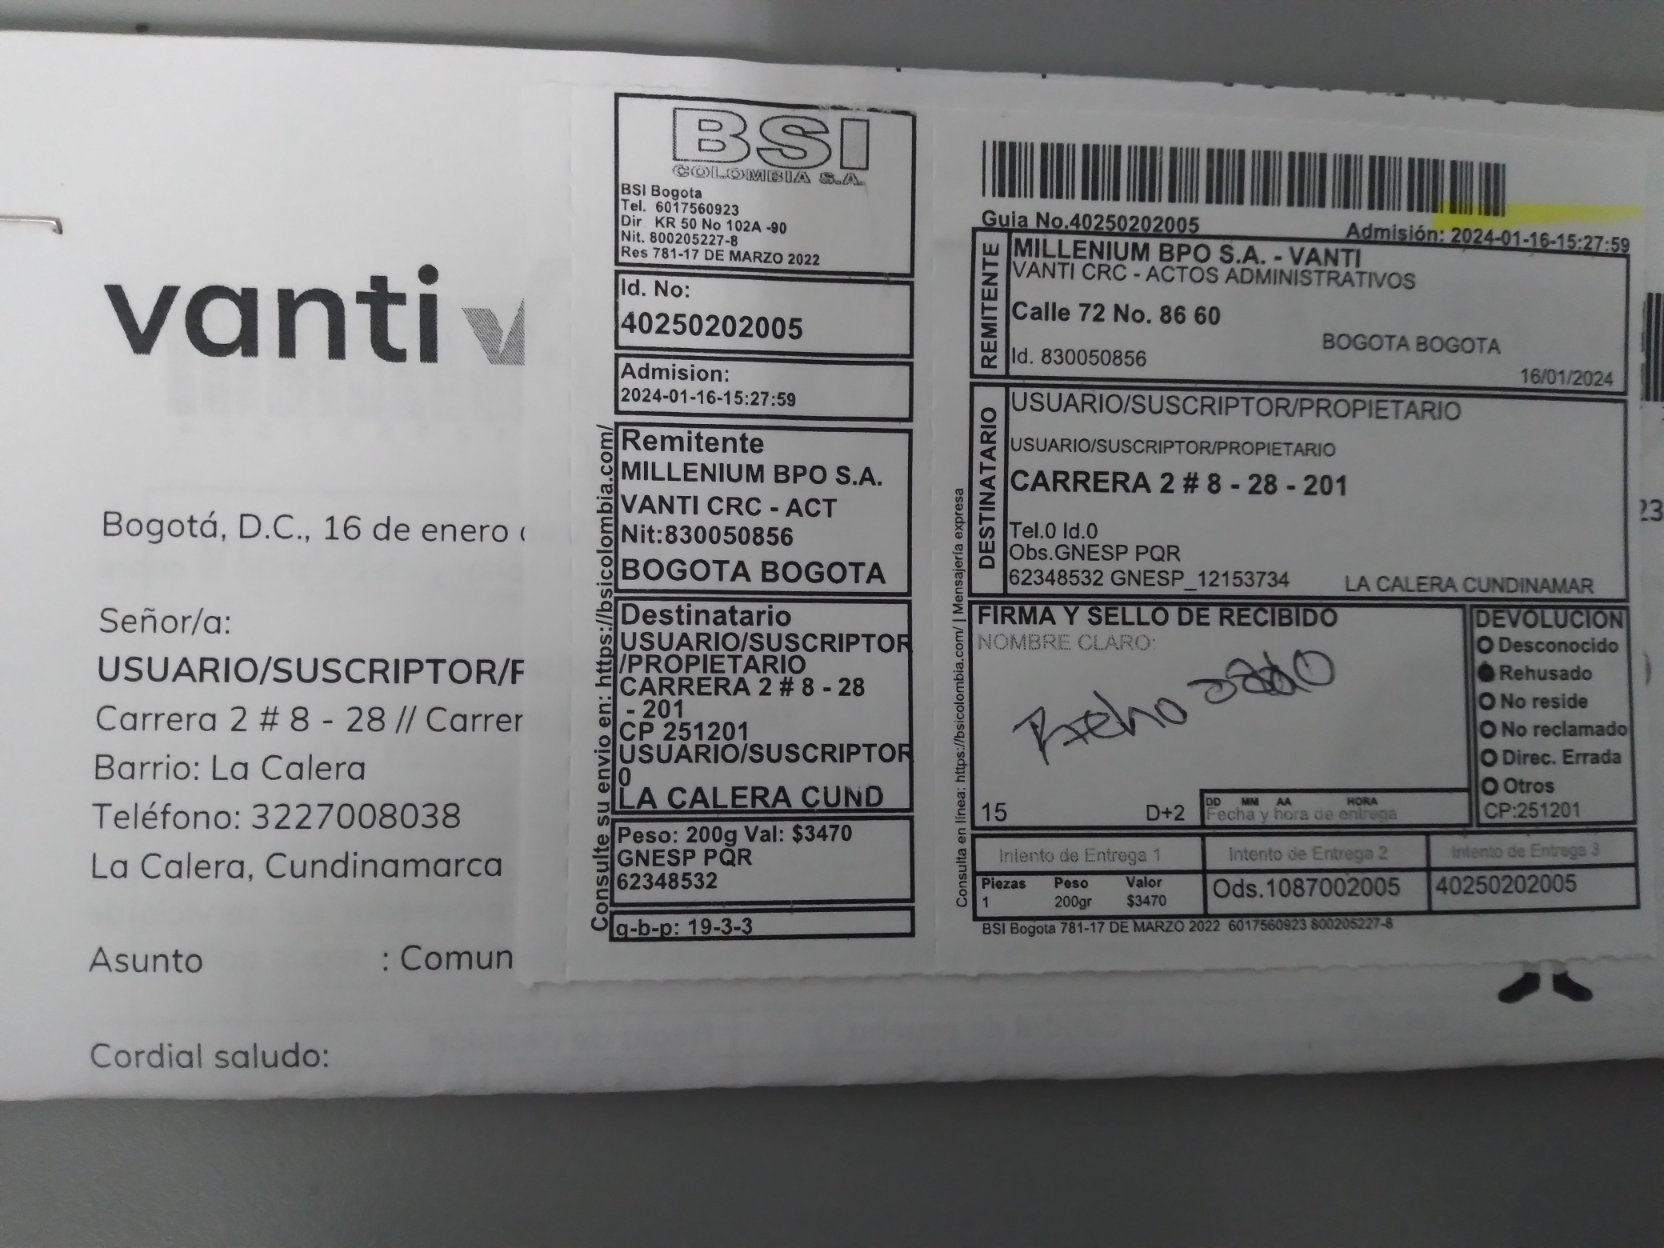 vanti
Bogotá, D.C., 16 de enero
Señor/a:
USUARIO/SUSCRIPTOR/P
Carrera 2 # 8 - 28 // Carrer
Barrio: La Calera
Teléfono: 3227008038
La Calera, Cundinamarca
Asunto : Comun
Cordial saludo:
BSI
COLOMBIA S.A.
BSI Bogota
Tel. 6017560923
Dir KR 50 No 102A -90
Nit. 800205227-8
Res 781-17 DE MARZO 2022
Id. No:
40250202005
Admision:
2024-01-16-15:27:59
Remitente
MILLENIUM BPO S.A.
VANTI CRC - ACT
Nit:830050856
BOGOTA BOGOTA
Destinatario
USUARIO/SUSCRIPTOR
/PROPIETARIO
CARRERA 2 # 8 - 28
- 201
CP 251201
USUARIO/SUSCRIPTOR
0
LA CALERA CUND
Peso: 200g Val: $3470
GNESP PQR
62348532
g-b-p: 19-3-3
Consulte su envio en: https://bsicolombia.com/
Guia No.40250202005 Admisión: 2024-01-16-15:27:59
REMITENTE
MILLENIUM BPO S.A. - VANTI
VANTI CRC - ACTOS ADMINISTRATIVOS
Calle 72 No. 86 60
BOGOTA BOGOTA
Id. 830050856
16/01/2024
DESTINATARIO
USUARIO/SUSCRIPTOR/PROPIETARIO
USUARIO/SUSCRIPTOR/PROPIETARIO
CARRERA 2 # 8 - 28 - 201
Tel.0 Id.0
Obs.GNESP PQR
62348532 GNESP_12153734 LA CALERA CUNDINAMAR
FIRMA Y SELLO DE RECIBIDO
NOMBRE CLARO:
15 D+2
DD MM AA HORA
Fecha y hora de entrega
DEVOLUCION
Desconocido
Rehusado
No reside
No reclamado
Direc. Errada
Otros
CP:251201
Intento de Entrega 1 Intento de Entrega 2 Intento de Entrega 3
Piezas Peso Valor
1 200gr $3470
Ods.1087002005 40250202005
BSI Bogota 781-17 DE MARZO 2022 6017560923 800205227-8
Consulta en línea: https://bsicolombia.com/ | Mensajería expresa
23